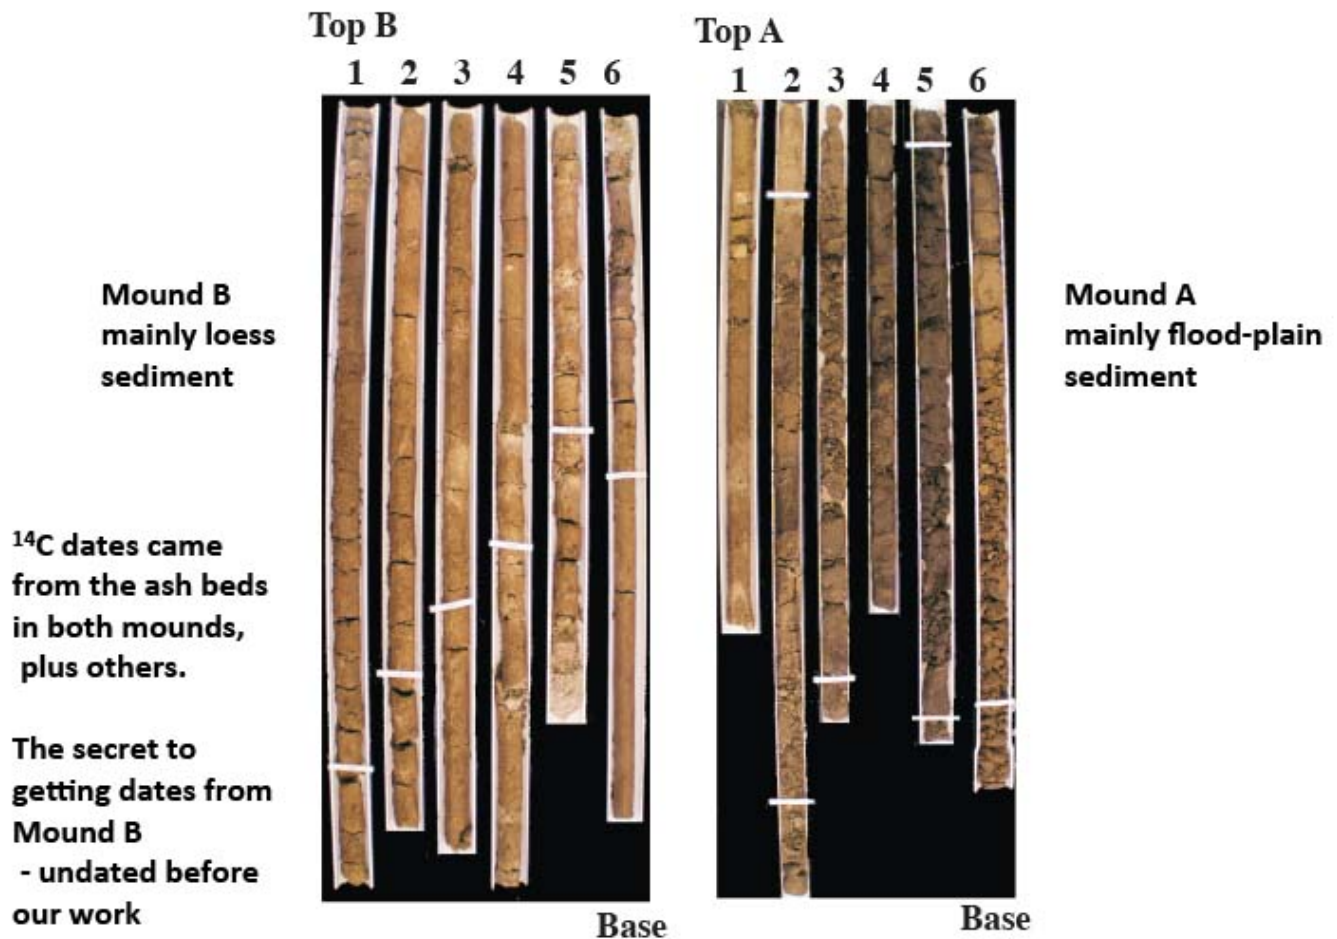 Top B
1 2 3 4 5 6
Top A
1 2 3 4 5 6
Mound B
mainly loess
sediment
Mound A
mainly flood-plain
sediment
¹⁴C dates came
from the ash beds
in both mounds,
plus others.
The secret to
getting dates from
Mound B
- undated before
our work
Base
Base